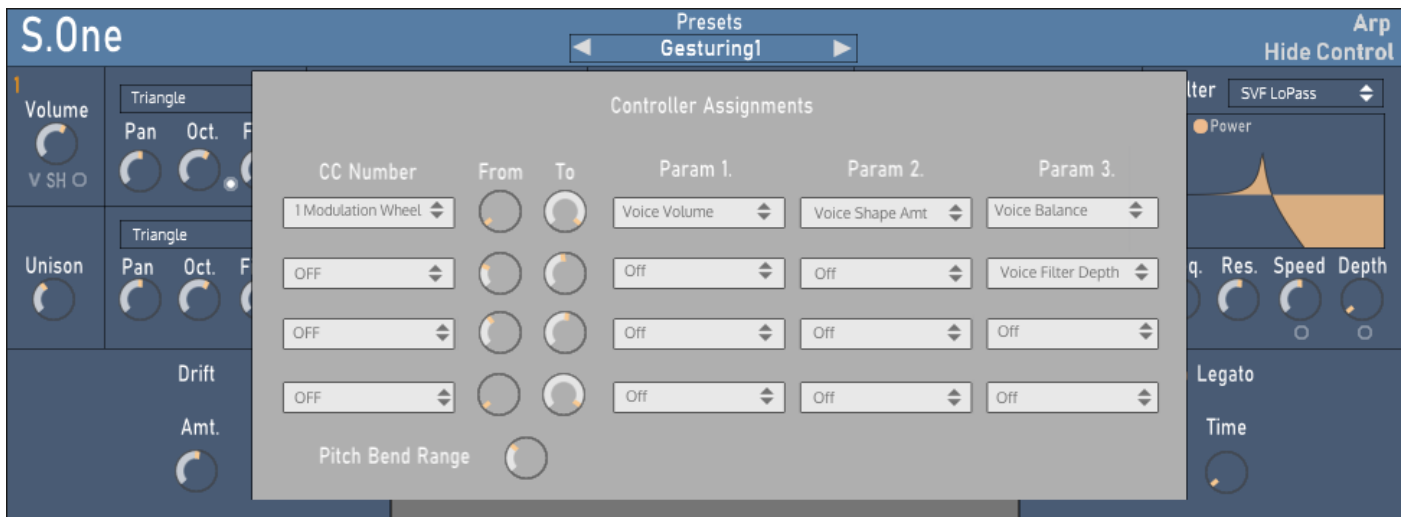 S.One
Presets
Gesturing1
Arp
Hide Control
1
Volume
V SH
Triangle
Pan Oct. F
Controller Assignments
lter SVF LoPass
Power
CC Number From To Param 1. Param 2. Param 3.
1 Modulation Wheel Voice Volume Voice Shape Amt Voice Balance
Triangle
Unison Pan Oct. F
OFF Off Off Voice Filter Depth
q. Res. Speed Depth
OFF Off Off Off
Drift
OFF Off Off Off
Legato
Amt.
Pitch Bend Range
Time